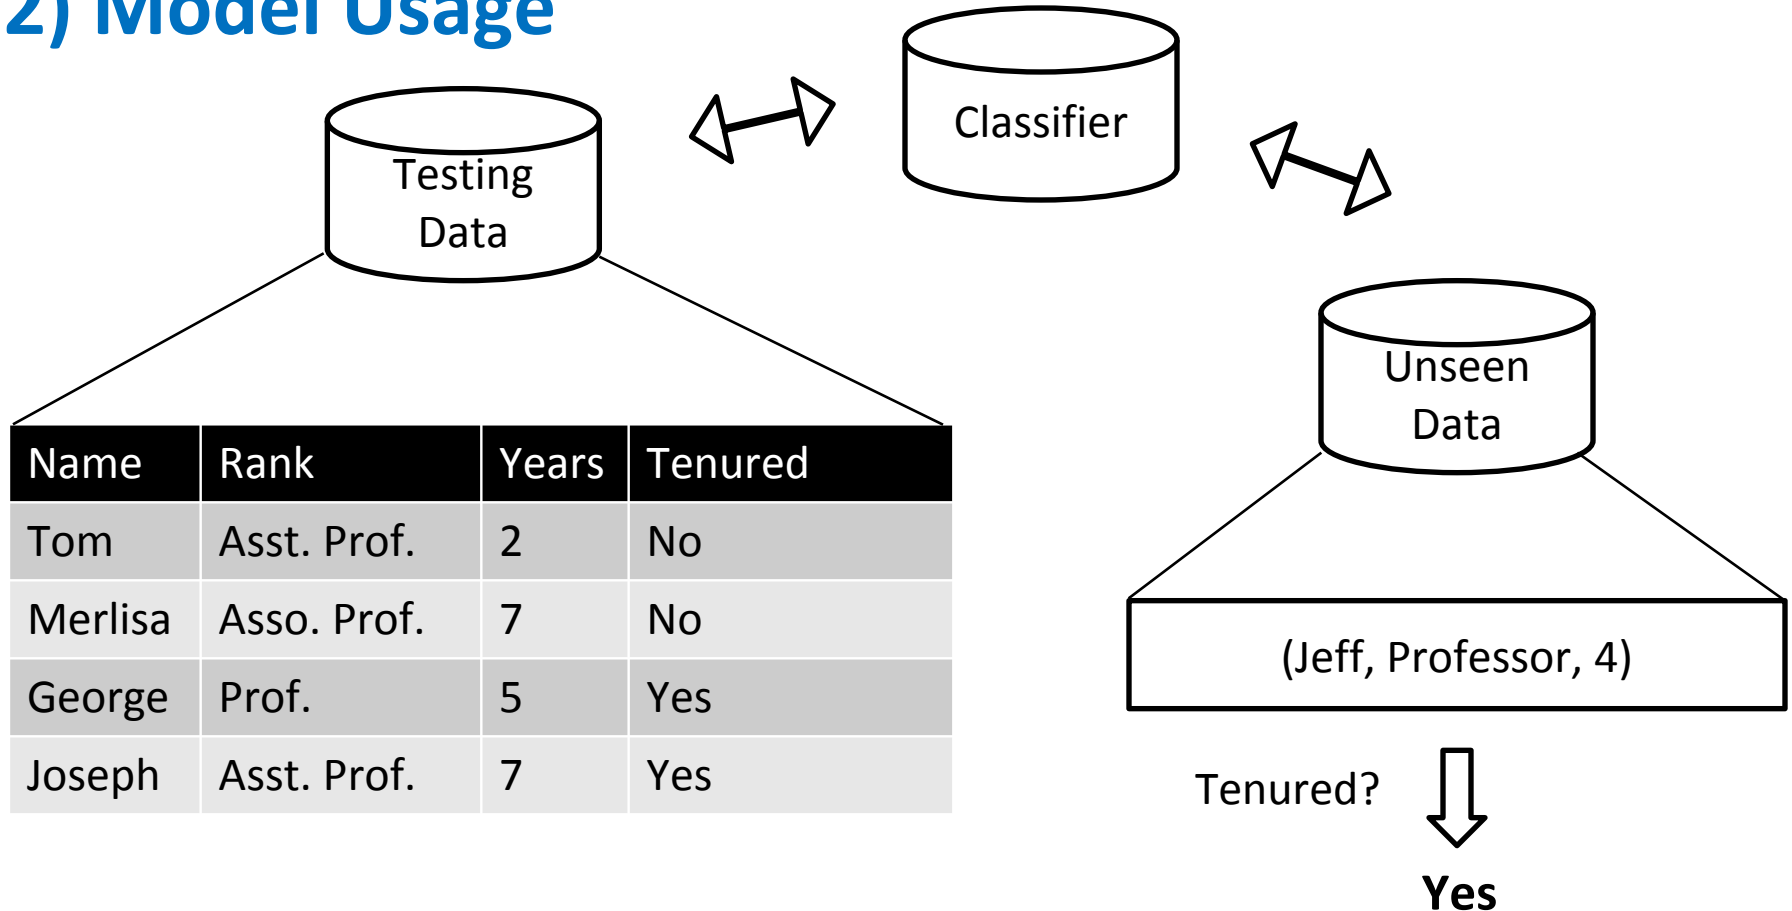 2) Model Usage
Classifier
Testing
Data
Unseen
Data
Name Rank Years Tenured
Tom Asst. Prof. 2 No
Merlisa Asso. Prof. 7 No
George Prof. 5 Yes
Joseph Asst. Prof. 7 Yes
(Jeff, Professor, 4)
Tenured?
Yes